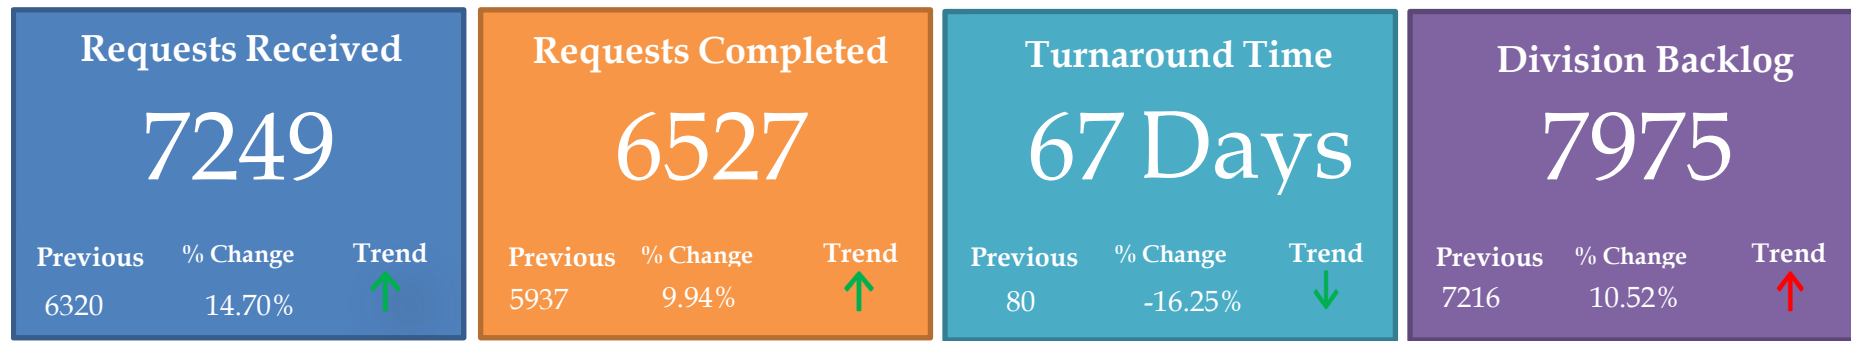 Requests Received
7249
Previous % Change Trend
6320 14.70%
Requests Completed
6527
Previous % Change Trend
5937 9.94%
Turnaround Time
67 Days
Previous % Change Trend
80 -16.25%
Division Backlog
7975
Previous % Change Trend
7216 10.52%